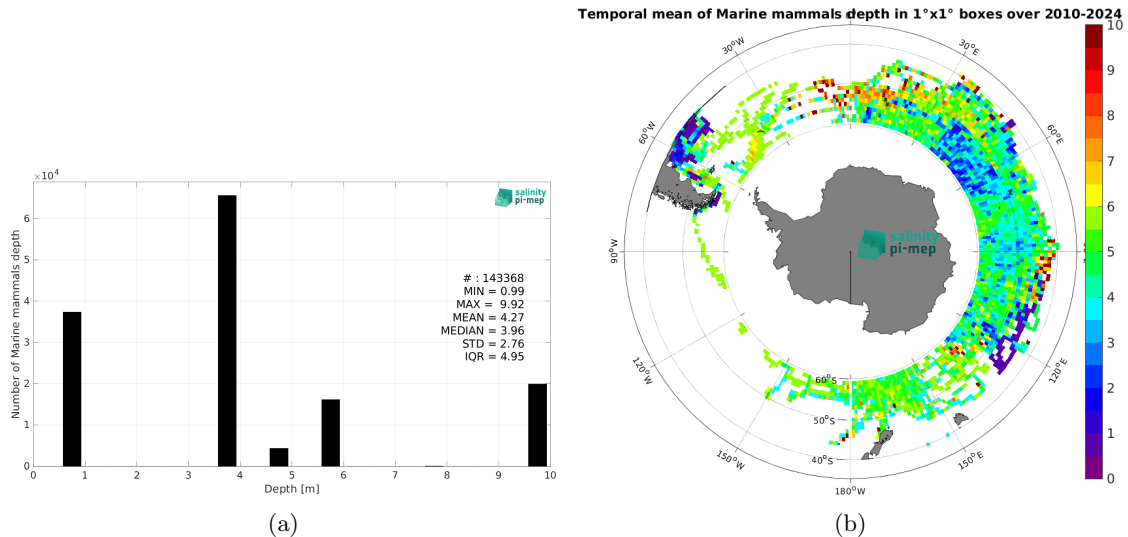 ×10⁴
6
5
4
3
2
1
0
Number of Marine mammals depth
salinity
pi-mep
# : 143368
MIN = 0.99
MAX = 9.92
MEAN = 4.27
MEDIAN = 3.96
STD = 2.76
IQR = 4.95
0 1 2 3 4 5 6 7 8 9 10
Depth [m]
(a)
Temporal mean of Marine mammals depth in 1°x1° boxes over 2010-2024
30°W
30°E
60°W
60°E
90°W
120°W
120°E
150°W
150°E
180°W
60°S
50°S
40°S
salinity
pi-mep
10
9
8
7
6
5
4
3
2
1
0
(b)